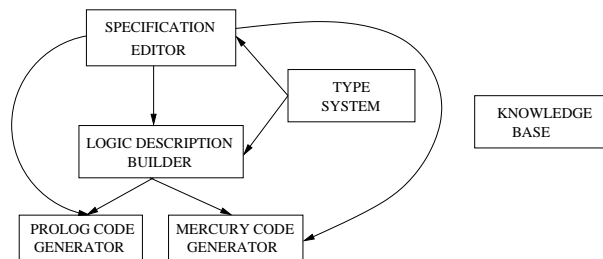 SPECIFICATION
EDITOR
TYPE
SYSTEM
KNOWLEDGE
BASE
LOGIC DESCRIPTION
BUILDER
PROLOG CODE
GENERATOR
MERCURY CODE
GENERATOR